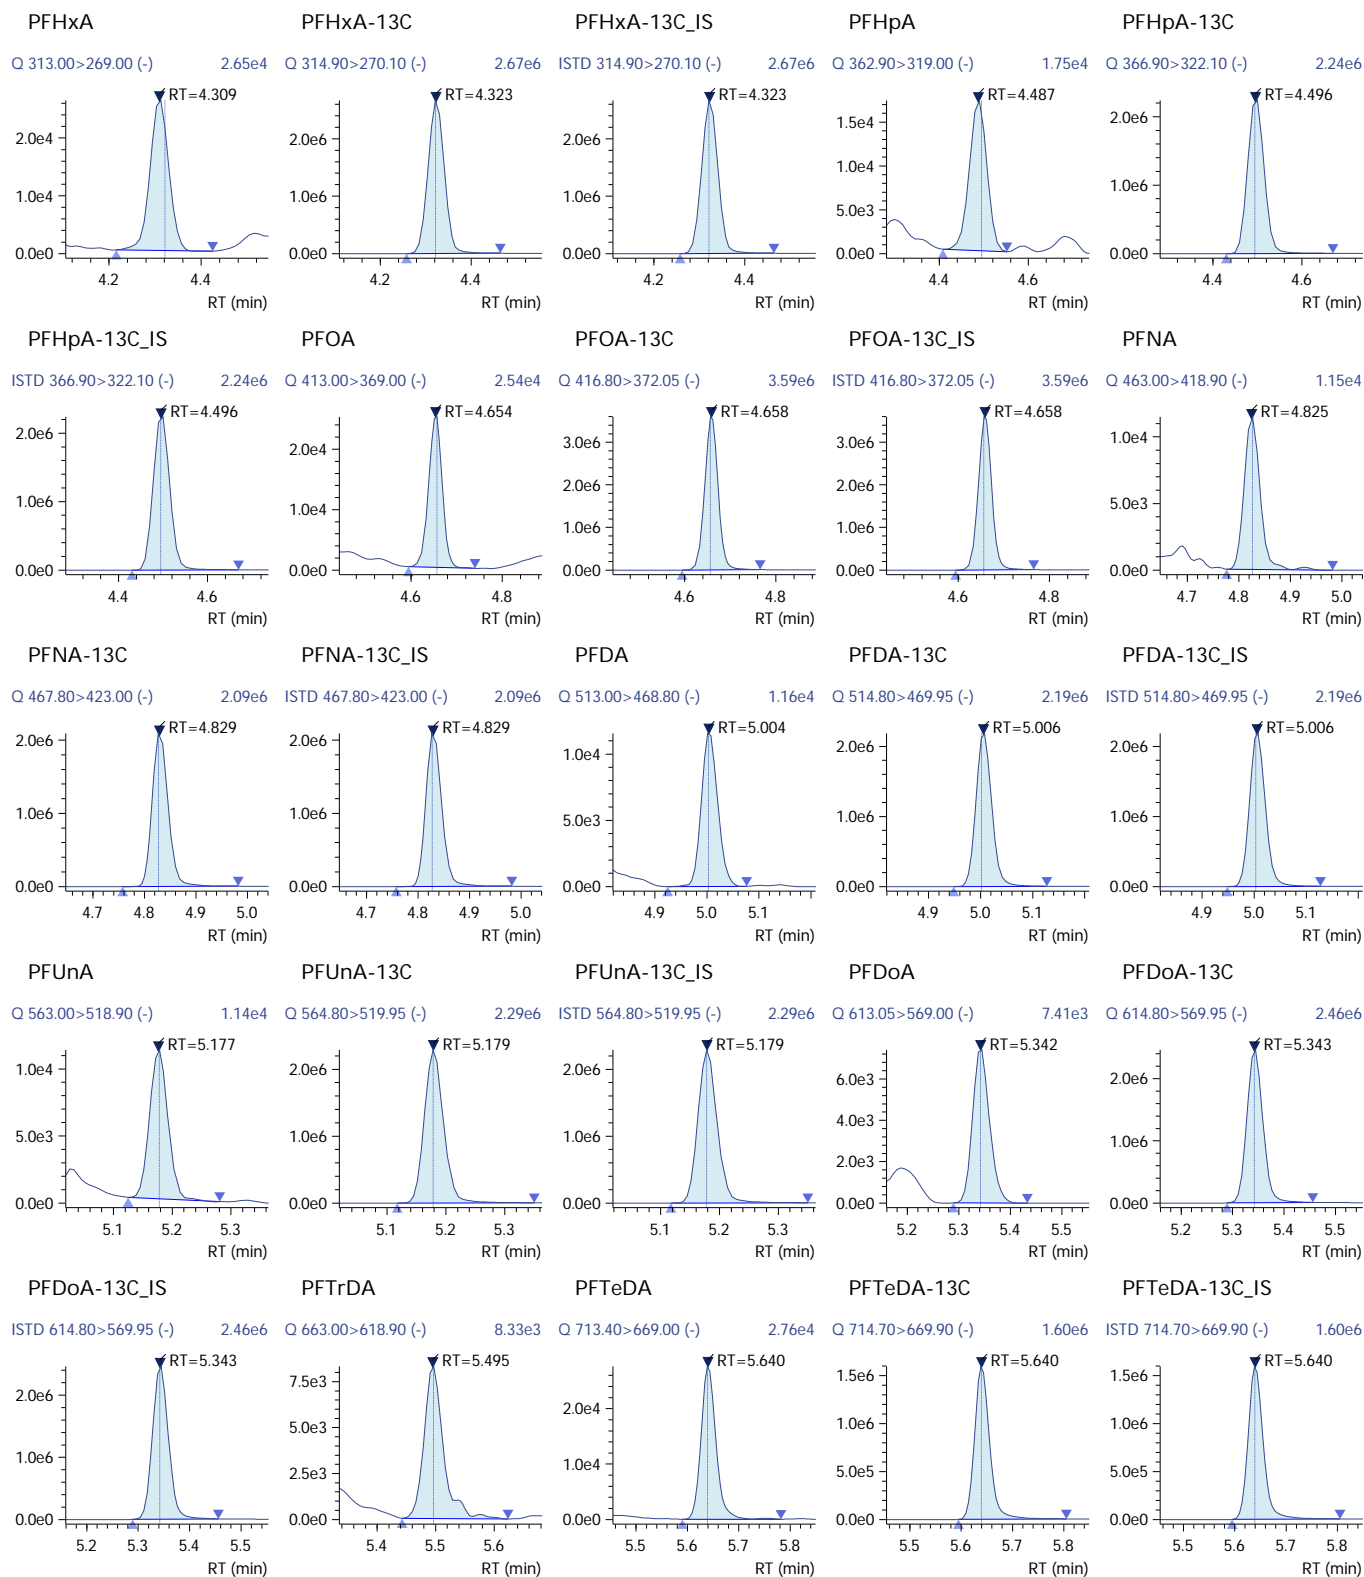 PFHxA
Q 313.00>269.00 (-) 2.65e4
RT=4.309
2.0e4
1.0e4
0.0e0
4.2 4.4
RT (min)
PFHxA-13C
Q 314.90>270.10 (-) 2.67e6
RT=4.323
2.0e6
1.0e6
0.0e0
4.2 4.4
RT (min)
PFHxA-13C_IS
ISTD 314.90>270.10 (-) 2.67e6
RT=4.323
2.0e6
1.0e6
0.0e0
4.2 4.4
RT (min)
PFHpA
Q 362.90>319.00 (-) 1.75e4
RT=4.487
1.5e4
1.0e4
5.0e3
0.0e0
4.4 4.6
RT (min)
PFHpA-13C
Q 366.90>322.10 (-) 2.24e6
RT=4.496
2.0e6
1.0e6
0.0e0
4.4 4.6
RT (min)
PFHpA-13C_IS
ISTD 366.90>322.10 (-) 2.24e6
RT=4.496
2.0e6
1.0e6
0.0e0
4.4 4.6
RT (min)
PFOA
Q 413.00>369.00 (-) 2.54e4
RT=4.654
2.0e4
1.0e4
0.0e0
4.6 4.8
RT (min)
PFOA-13C
Q 416.80>372.05 (-) 3.59e6
RT=4.658
3.0e6
2.0e6
1.0e6
0.0e0
4.6 4.8
RT (min)
PFOA-13C_IS
ISTD 416.80>372.05 (-) 3.59e6
RT=4.658
3.0e6
2.0e6
1.0e6
0.0e0
4.6 4.8
RT (min)
PFNA
Q 463.00>418.90 (-) 1.15e4
RT=4.825
1.0e4
5.0e3
0.0e0
4.7 4.8 4.9 5.0
RT (min)
PFNA-13C
Q 467.80>423.00 (-) 2.09e6
RT=4.829
2.0e6
1.0e6
0.0e0
4.7 4.8 4.9 5.0
RT (min)
PFNA-13C_IS
ISTD 467.80>423.00 (-) 2.09e6
RT=4.829
2.0e6
1.0e6
0.0e0
4.7 4.8 4.9 5.0
RT (min)
PFDA
Q 513.00>468.80 (-) 1.16e4
RT=5.004
1.0e4
5.0e3
0.0e0
4.9 5.0 5.1
RT (min)
PFDA-13C
Q 514.80>469.95 (-) 2.19e6
RT=5.006
2.0e6
1.0e6
0.0e0
4.9 5.0 5.1
RT (min)
PFDA-13C_IS
ISTD 514.80>469.95 (-) 2.19e6
RT=5.006
2.0e6
1.0e6
0.0e0
4.9 5.0 5.1
RT (min)
PFUnA
Q 563.00>518.90 (-) 1.14e4
RT=5.177
1.0e4
5.0e3
0.0e0
5.1 5.2 5.3
RT (min)
PFUnA-13C
Q 564.80>519.95 (-) 2.29e6
RT=5.179
2.0e6
1.0e6
0.0e0
5.1 5.2 5.3
RT (min)
PFUnA-13C_IS
ISTD 564.80>519.95 (-) 2.29e6
RT=5.179
2.0e6
1.0e6
0.0e0
5.1 5.2 5.3
RT (min)
PFDoA
Q 613.05>569.00 (-) 7.41e3
RT=5.342
6.0e3
4.0e3
2.0e3
0.0e0
5.2 5.3 5.4 5.5
RT (min)
PFDoA-13C
Q 614.80>569.95 (-) 2.46e6
RT=5.343
2.0e6
1.0e6
0.0e0
5.2 5.3 5.4 5.5
RT (min)
PFDoA-13C_IS
ISTD 614.80>569.95 (-) 2.46e6
RT=5.343
2.0e6
1.0e6
0.0e0
5.2 5.3 5.4 5.5
RT (min)
PFTrDA
Q 663.00>618.90 (-) 8.33e3
RT=5.495
7.5e3
5.0e3
2.5e3
0.0e0
5.4 5.5 5.6
RT (min)
PFTeDA
Q 713.40>669.00 (-) 2.76e4
RT=5.640
2.0e4
1.0e4
0.0e0
5.5 5.6 5.7 5.8
RT (min)
PFTeDA-13C
Q 714.70>669.90 (-) 1.60e6
RT=5.640
1.5e6
1.0e6
5.0e5
0.0e0
5.5 5.6 5.7 5.8
RT (min)
PFTeDA-13C_IS
ISTD 714.70>669.90 (-) 1.60e6
RT=5.640
1.5e6
1.0e6
5.0e5
0.0e0
5.5 5.6 5.7 5.8
RT (min)